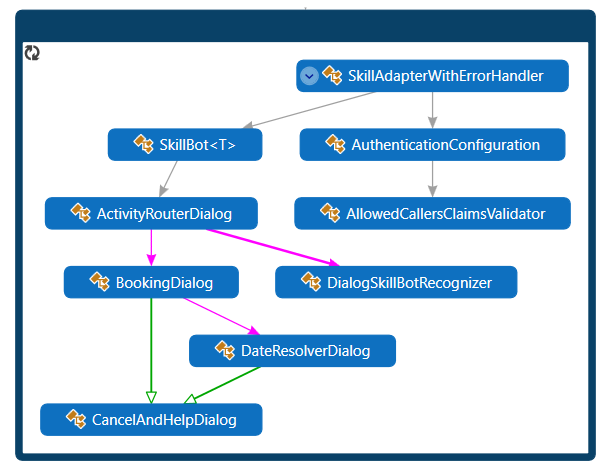 SkillAdapterWithErrorHandler
SkillBot<T>
AuthenticationConfiguration
ActivityRouterDialog
AllowedCallersClaimsValidator
BookingDialog
DialogSkillBotRecognizer
DateResolverDialog
CancelAndHelpDialog